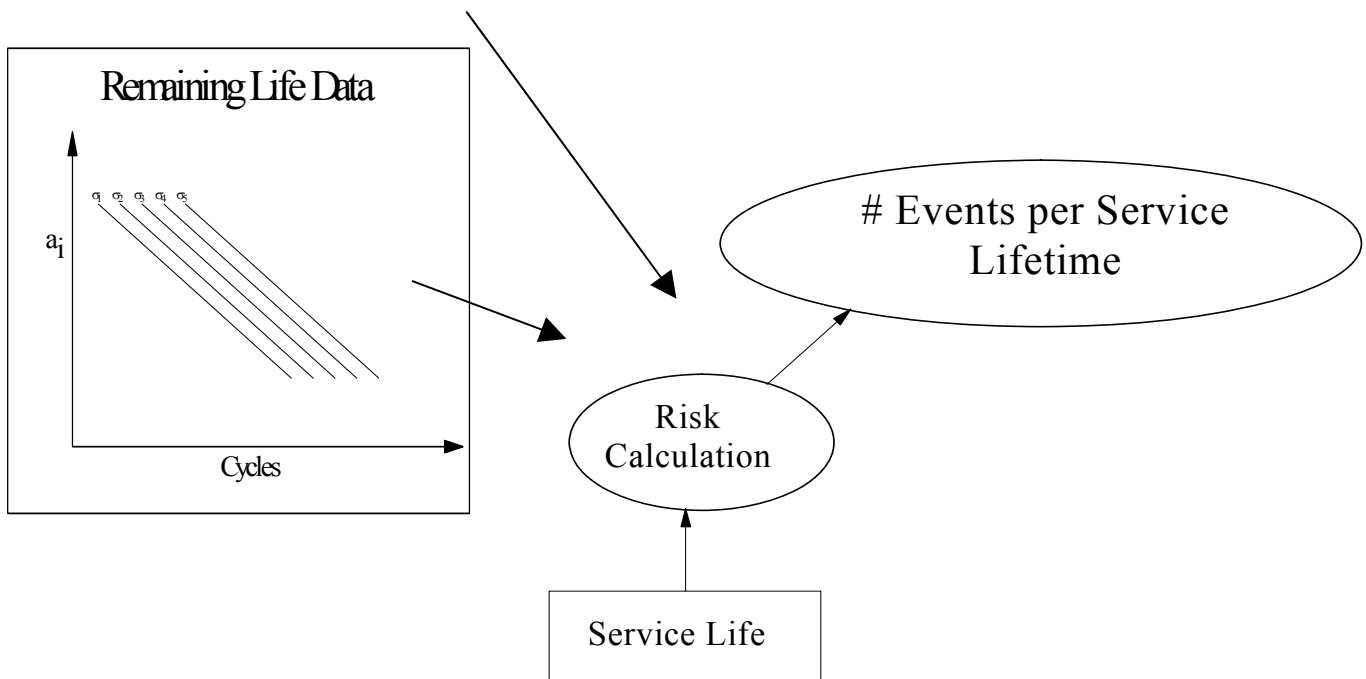 Remaining Life Data
σ1 σ2 σ3 σ4 σ5
ai
Cycles
# Events per Service
Lifetime
Risk
Calculation
Service Life